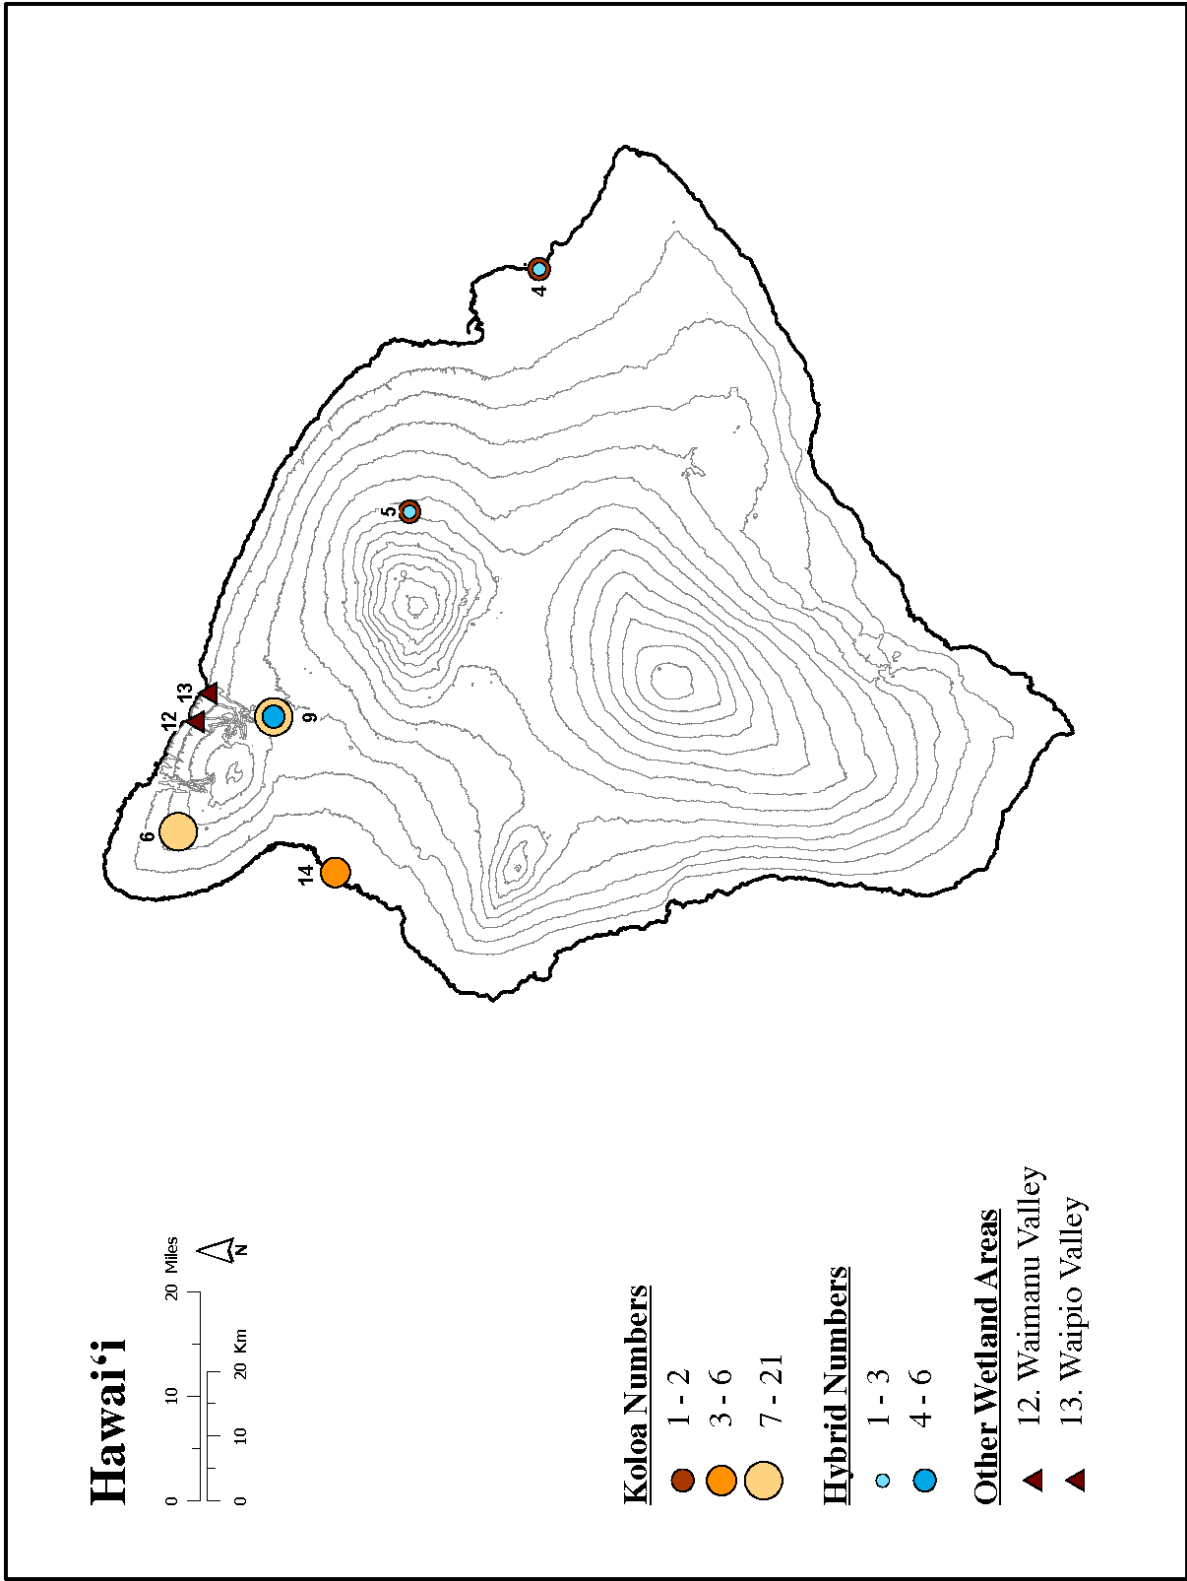 Hawai‘i
0 10 20 Miles
0 10 20 Km
N
6
12
13
9
14
5
4
Koloa Numbers
1 - 2
3 - 6
7 - 21
Hybrid Numbers
1 - 3
4 - 6
Other Wetland Areas
12. Waimanu Valley
13. Waipio Valley